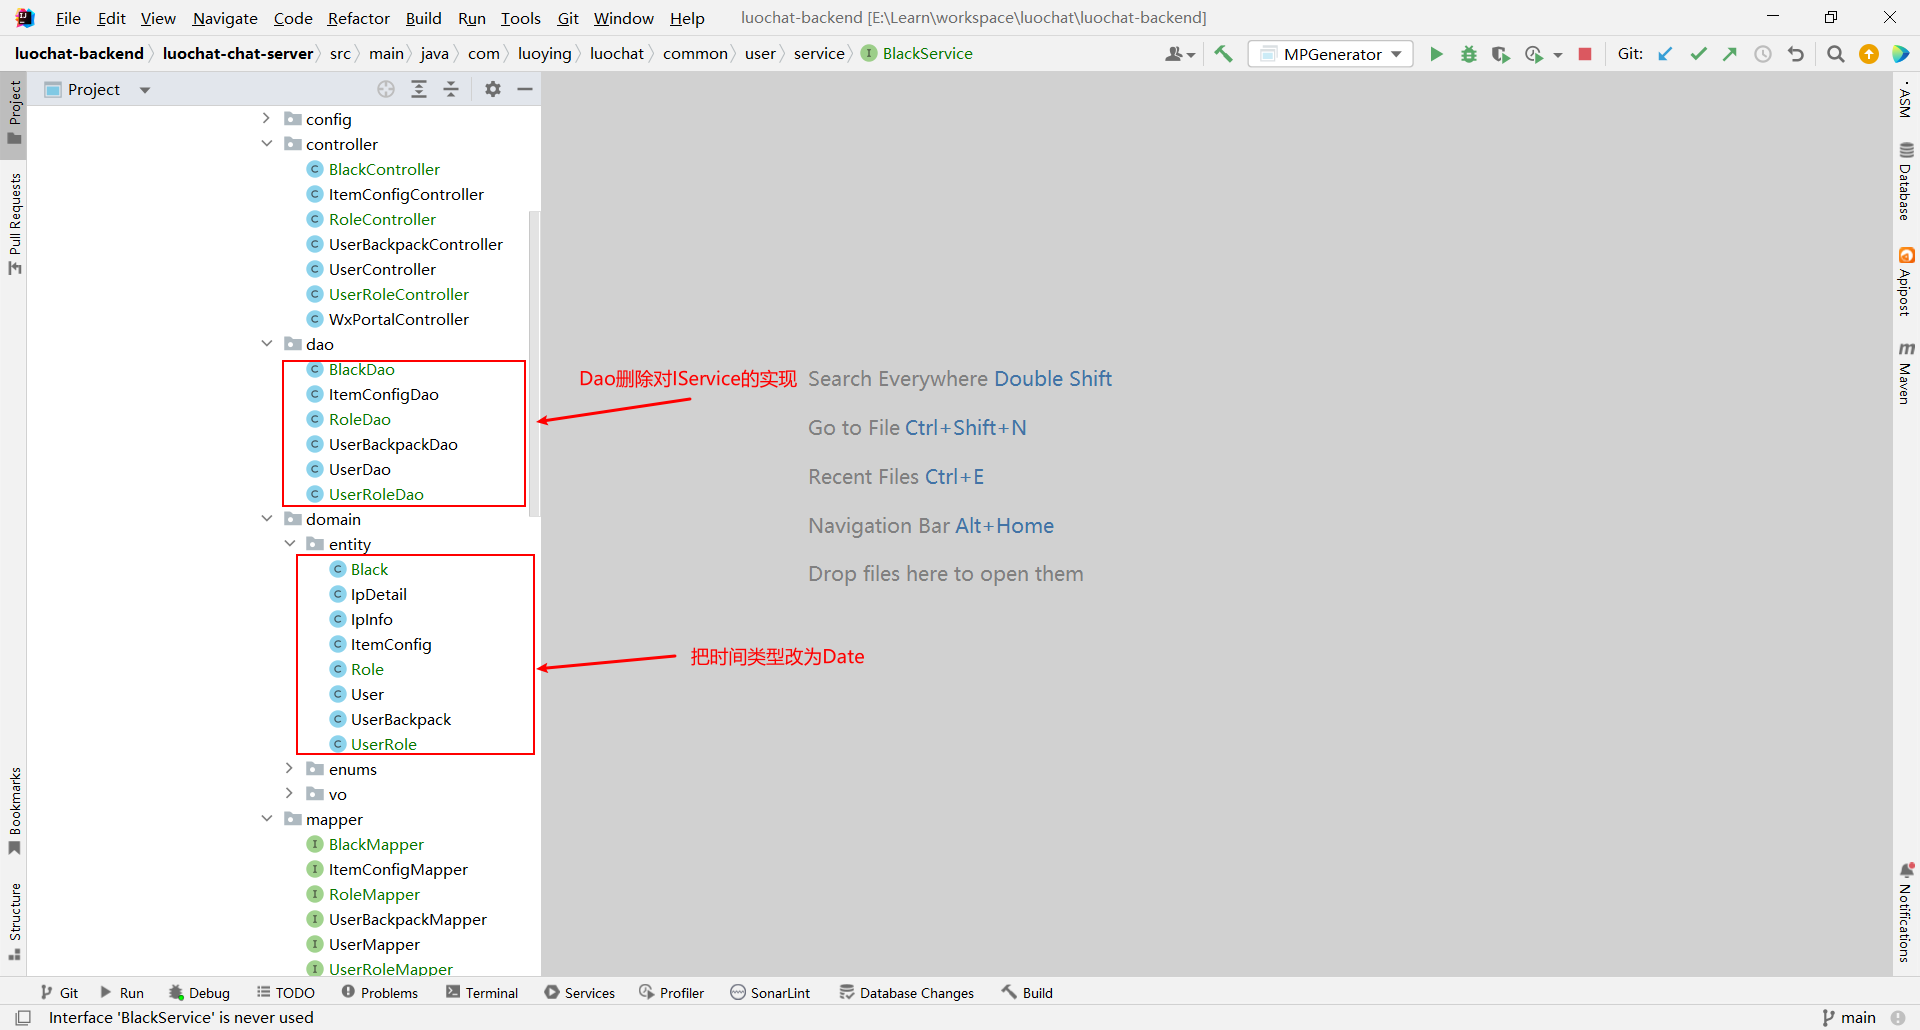 File Edit View Navigate Code Refactor Build Run Tools Git Window Help luochat-backend [E:\Learn\workspace\luochat\luochat-backend]
luochat-backend luochat-chat-server src main java com luoying luochat common user service I BlackService MPGenerator Git:
Project
Project
Pull Requests
Bookmarks
Structure
config
controller
C BlackController
C ItemConfigController
C RoleController
C UserBackpackController
C UserController
C UserRoleController
C WxPortalController
dao
C BlackDao
C ItemConfigDao
C RoleDao
C UserBackpackDao
C UserDao
C UserRoleDao
domain
entity
C Black
C IpDetail
C IpInfo
C ItemConfig
C Role
C User
C UserBackpack
C UserRole
enums
vo
mapper
I BlackMapper
I ItemConfigMapper
I RoleMapper
I UserBackpackMapper
I UserMapper
I UserRoleMapper
Dao删除对IService的实现
把时间类型改为Date
Search Everywhere Double Shift
Go to File Ctrl+Shift+N
Recent Files Ctrl+E
Navigation Bar Alt+Home
Drop files here to open them
ASM
Database
Apipost
m Maven
Notifications
Git Run Debug TODO Problems Terminal Services Profiler SonarLint Database Changes Build
Interface 'BlackService' is never used main